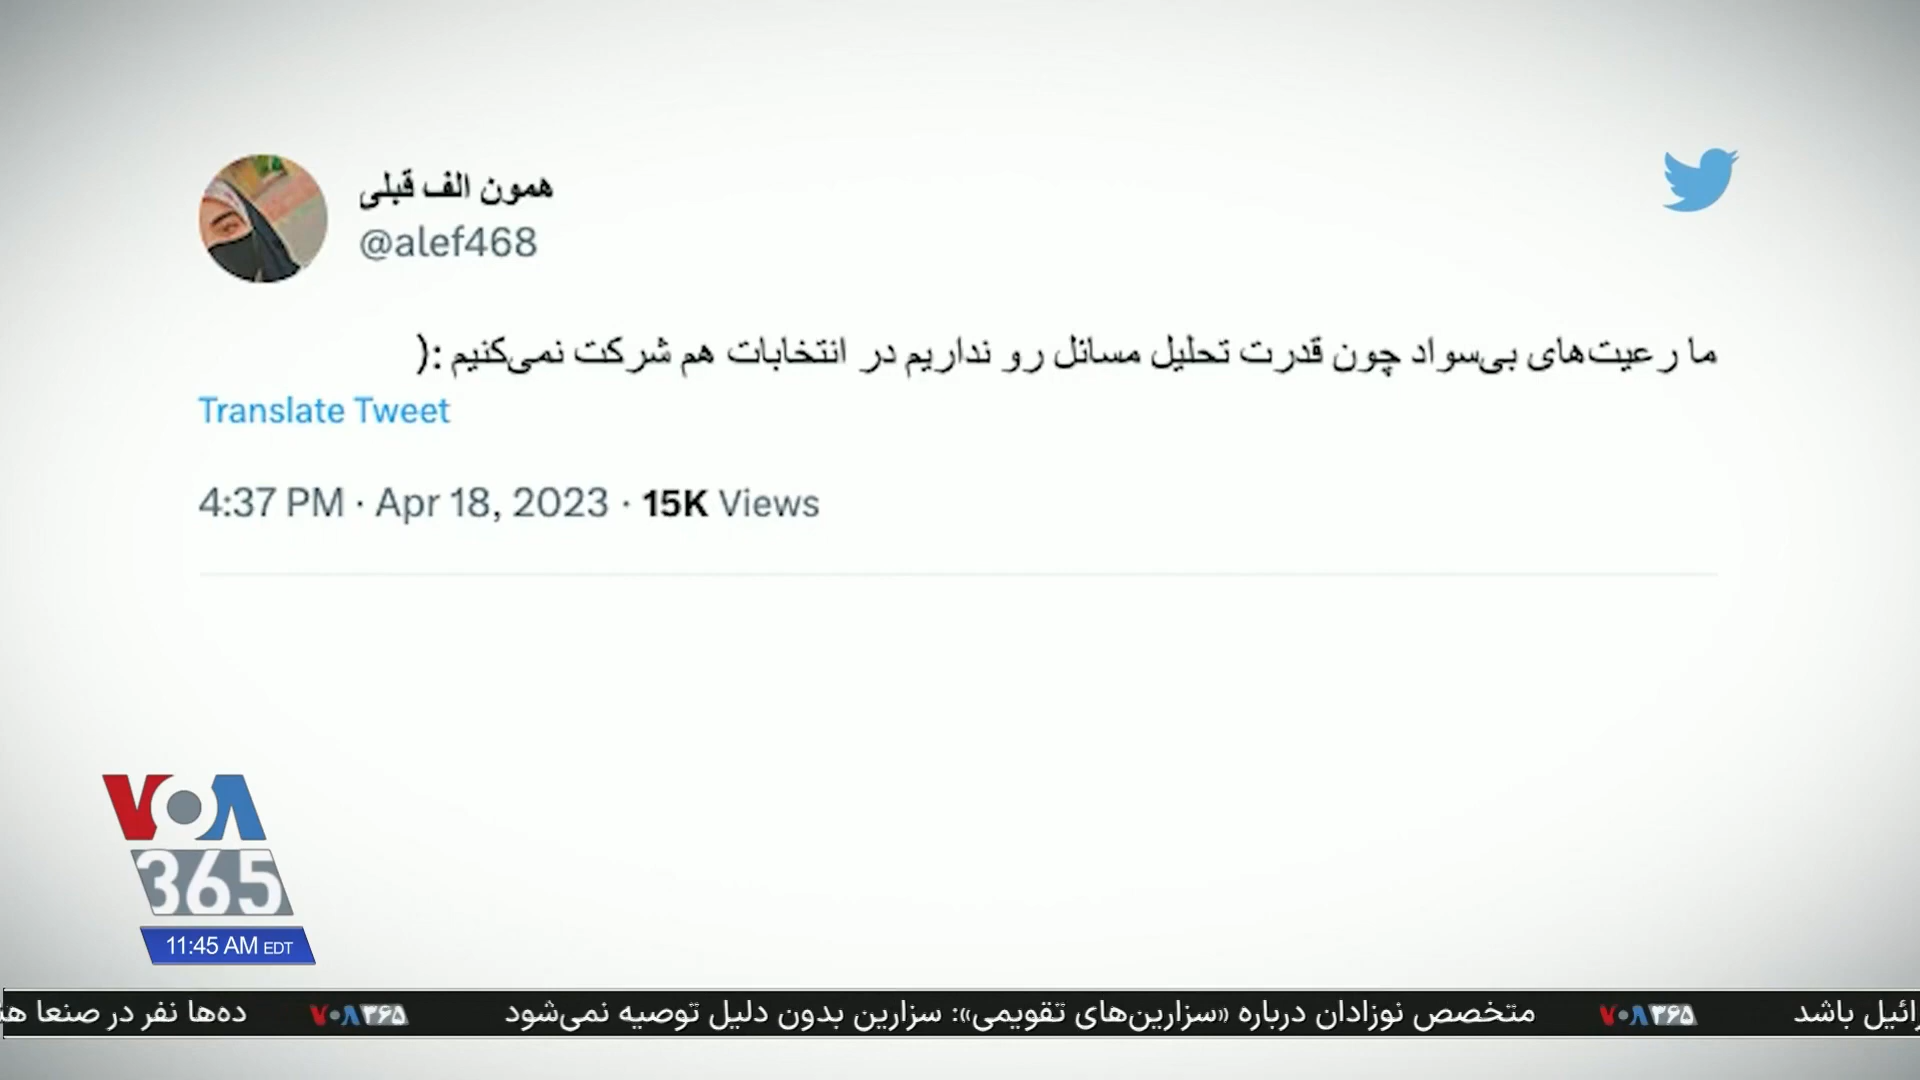 همون الف قبلی
@alef468
ما رعیت‌های بی‌سواد چون قدرت تحلیل مسائل رو نداریم در انتخابات هم شرکت نمی‌کنیم :(
Translate Tweet
4:37 PM · Apr 18, 2023 · 15K Views
VOA
365
11:45 AM EDT
باشد VOA۳۶۵ متخصص نوزادان درباره «سزارین‌های تقویمی»: سزارین بدون دلیل توصیه نمی‌شود VOA۳۶۵ ده‌ها نفر در صنعا